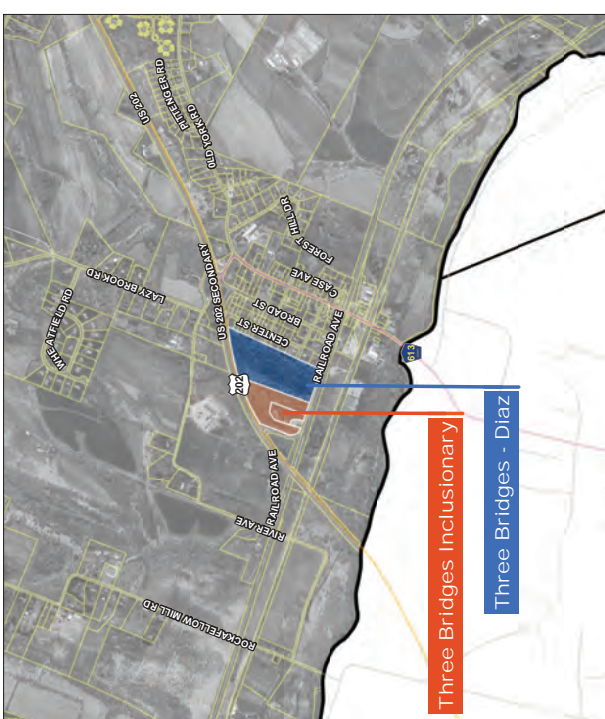 PITTENGER RD
OLD YORK RD
US 202
FOREST HILL DR
CASE AVE
BROAD ST
CENTER ST
US 202 SECONDARY
LAZY BROOK RD
WHEATFIELD RD
RAILROAD AVE
613
202
RAILROAD AVE
RIVER AVE
ROCKAFELLOW MILL RD
Three Bridges - Diaz
Three Bridges Inclusionary